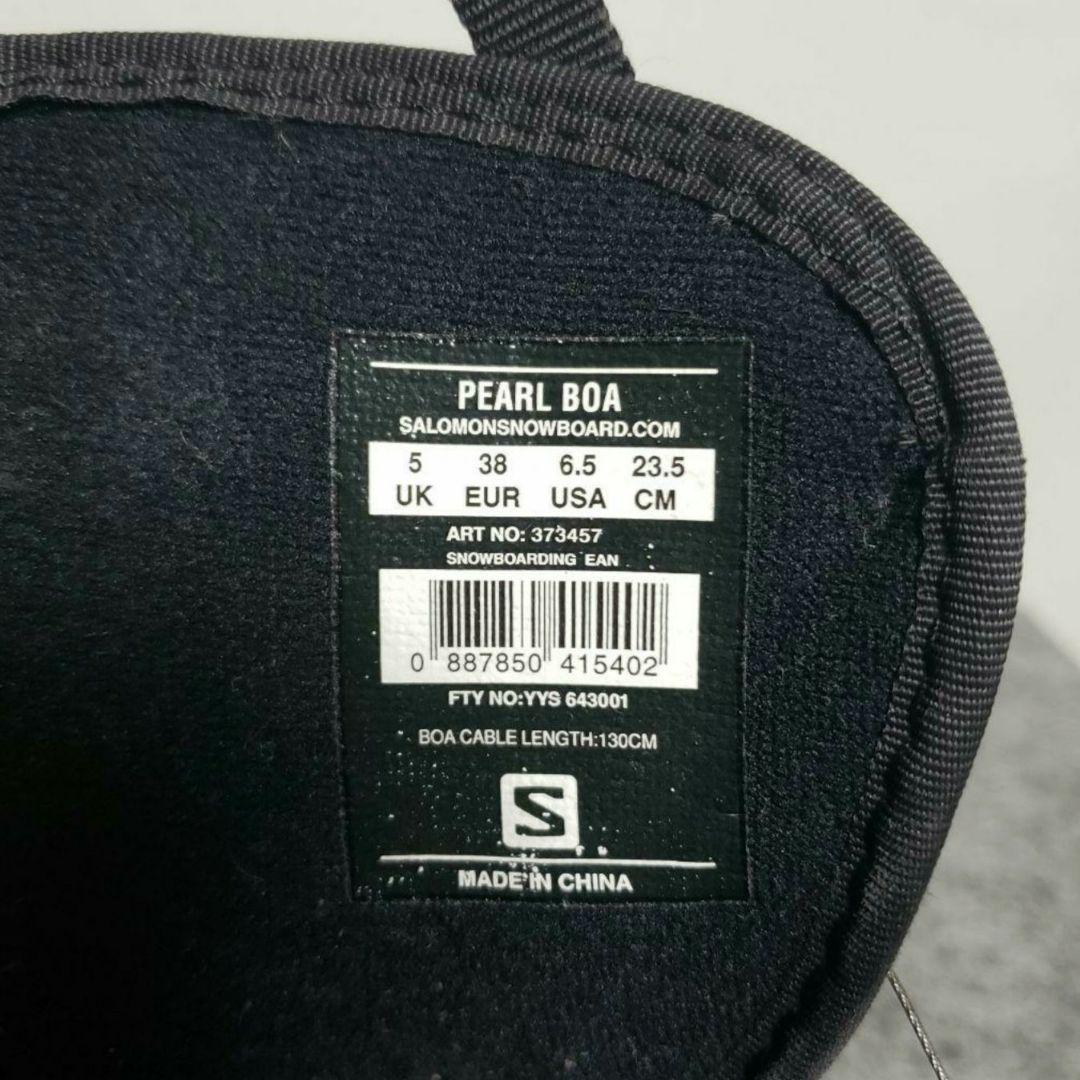 PEARL BOA
SALOMONSNOWBOARD.COM
5 38 6.5 23.5
UK EUR USA CM
ART NO: 373457
SNOWBOARDING EAN
0 887850 415402
FTY NO:YYS 643001
BOA CABLE LENGTH:130CM
S
MADE IN CHINA